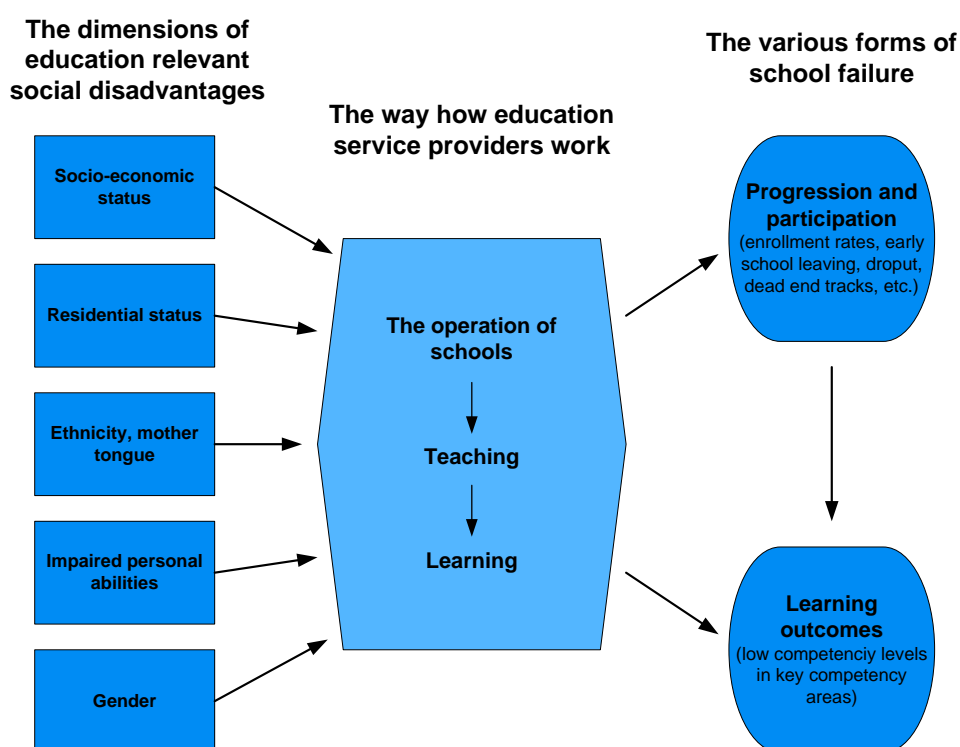 The dimensions of
education relevant
social disadvantages
The way how education
service providers work
The various forms of
school failure
Socio-economic
status
Residential status
Ethnicity, mother
tongue
Impaired personal
abilities
Gender
The operation of
schools
Teaching
Learning
Progression and
participation
(enrollment rates, early
school leaving, droput,
dead end tracks, etc.)
Learning
outcomes
(low competenciy levels
in key competency
areas)